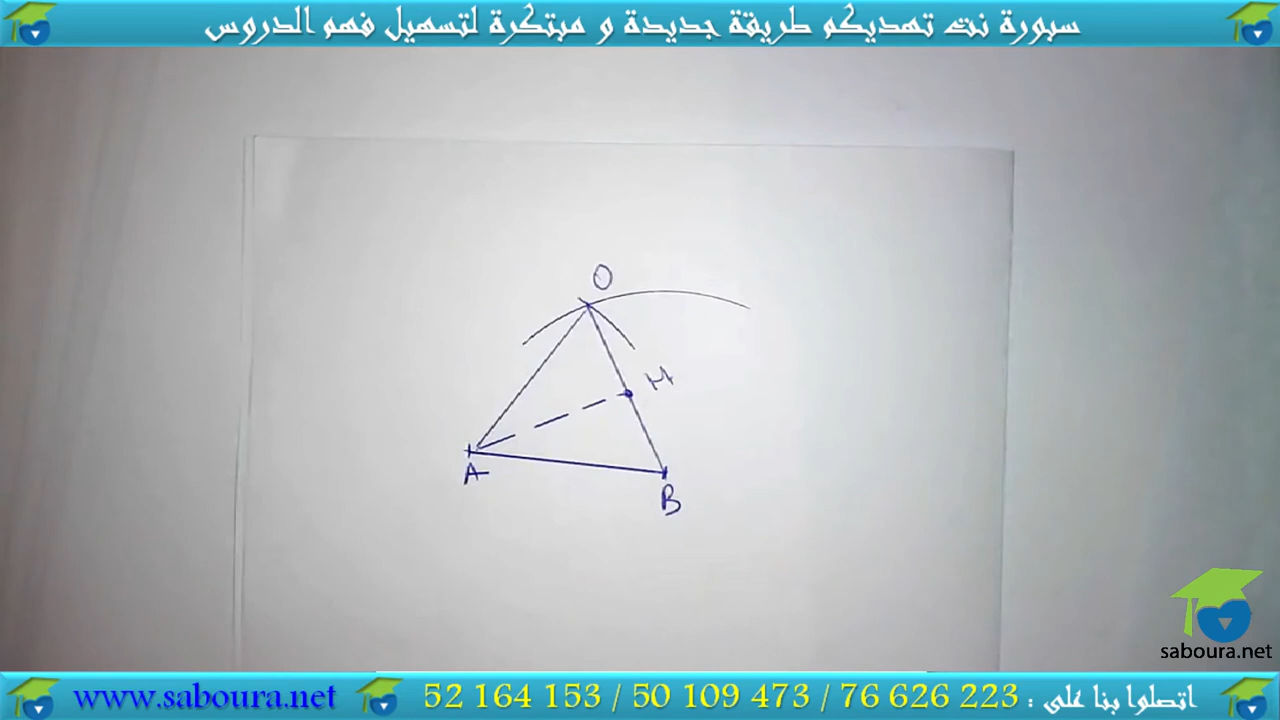 سبورة نت تهديكم طريقة جديدة و مبتكرة لتسهيل فهم الدروس
O
M
A
B
saboura.net
www.saboura.net
52 164 153 / 50 109 473 / 76 626 223 : اتصلوا بنا على